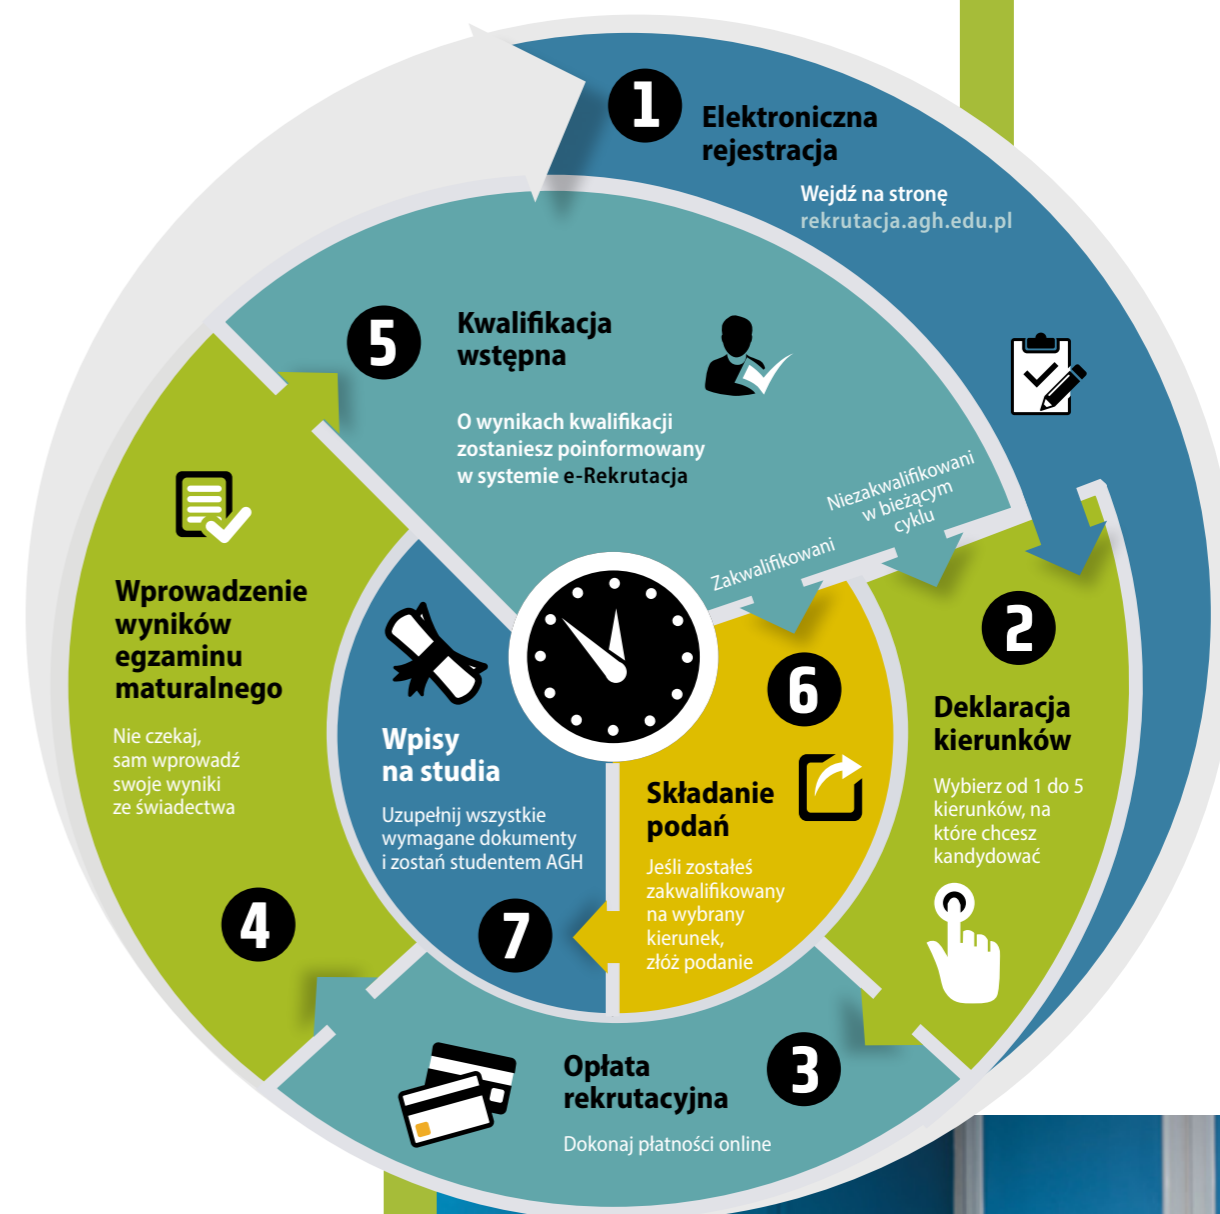 1
Elektroniczna
rejestracja
Wejdź na stronę
rekrutacja.agh.edu.pl
2
Deklaracja
kierunków
Wybierz od 1 do 5
kierunków, na
które chcesz
kandydować
3
Opłata
rekrutacyjna
Dokonaj płatności online
4
Wprowadzenie
wyników
egzaminu
maturalnego
Nie czekaj,
sam wprowadź
swoje wyniki
ze świadectwa
5
Kwalifikacja
wstępna
O wynikach kwalifikacji
zostaniesz poinformowany
w systemie e-Rekrutacja
Niezakwalifikowani
w bieżącym
cyklu
Zakwalifikowani
6
Składanie
podań
Jeśli zostałeś
zakwalifikowany
na wybrany
kierunek,
złóż podanie
7
Wpisy
na studia
Uzupełnij wszystkie
wymagane dokumenty
i zostań studentem AGH